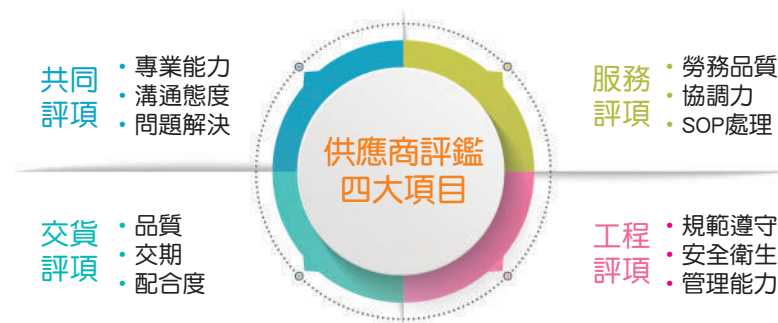 共同
評項
・專業能力
・溝通態度
・問題解決
服務
評項
・勞務品質
・協調力
・SOP處理
供應商評鑑
四大項目
交貨
評項
・品質
・交期
・配合度
工程
評項
・規範遵守
・安全衛生
・管理能力